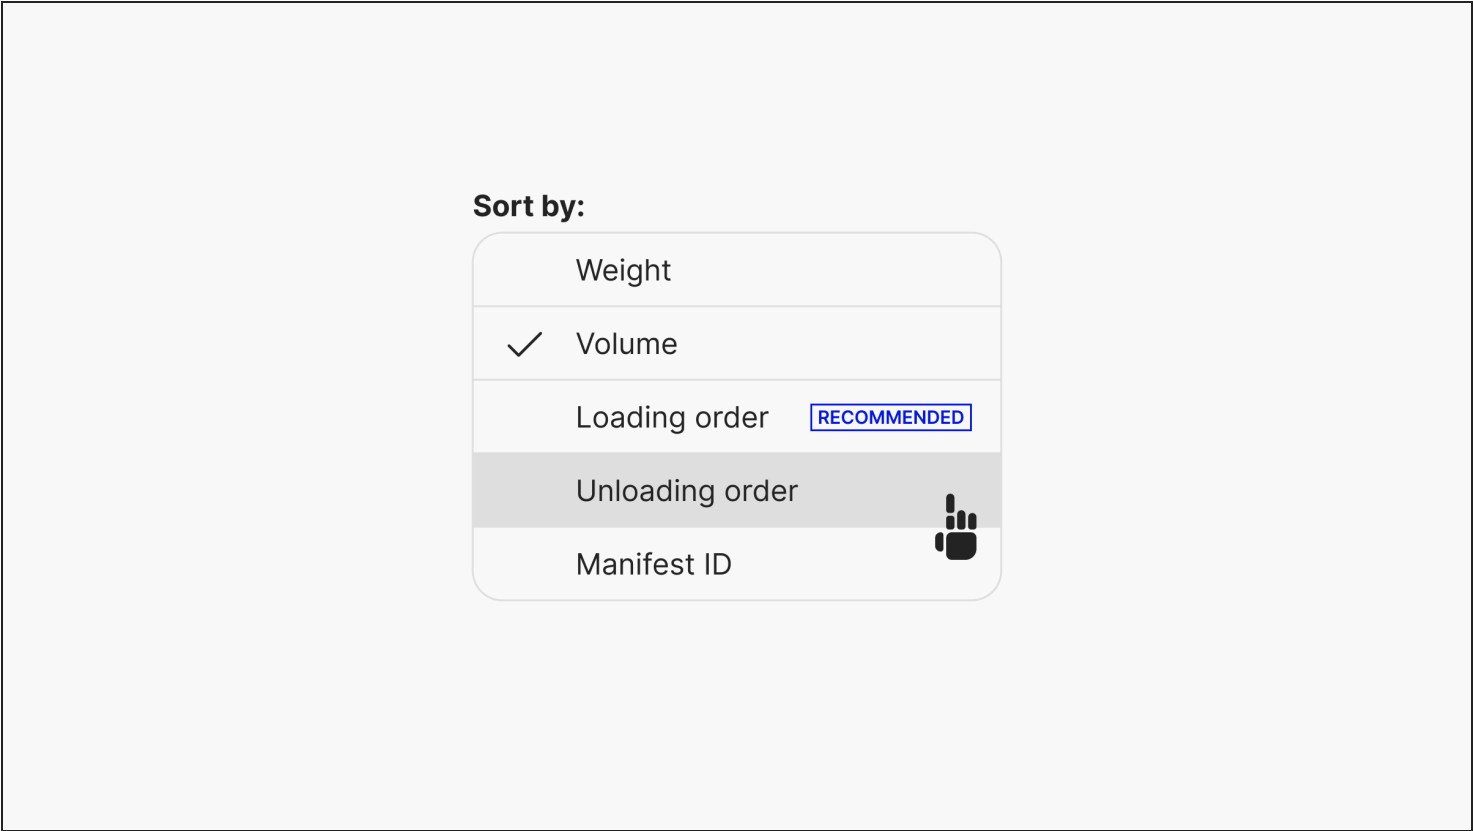 Sort by:
Weight
Volume
Loading order RECOMMENDED
Unloading order
Manifest ID